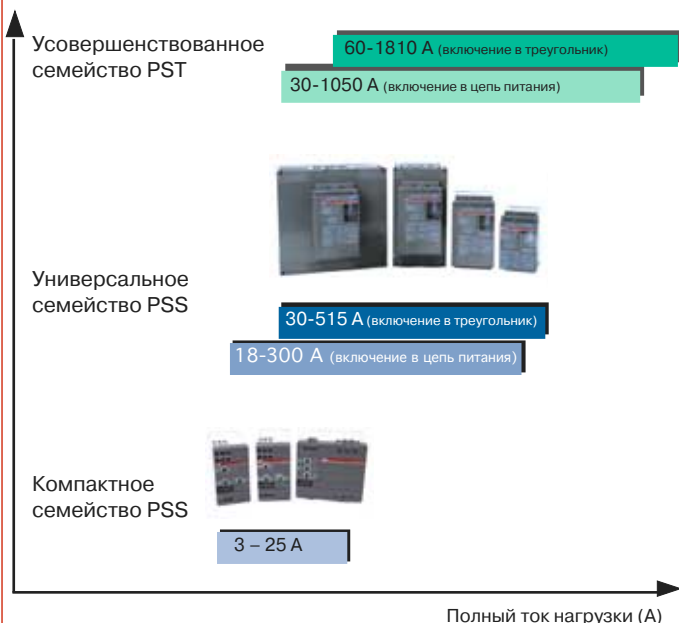 Усовершенствованное
семейство PST
60-1810 А (включение в треугольник)
30-1050 А (включение в цепь питания)
Универсальное
семейство PSS
30-515 А (включение в треугольник)
18-300 А (включение в цепь питания)
Компактное
семейство PSS
3 – 25 А
Полный ток нагрузки (А)